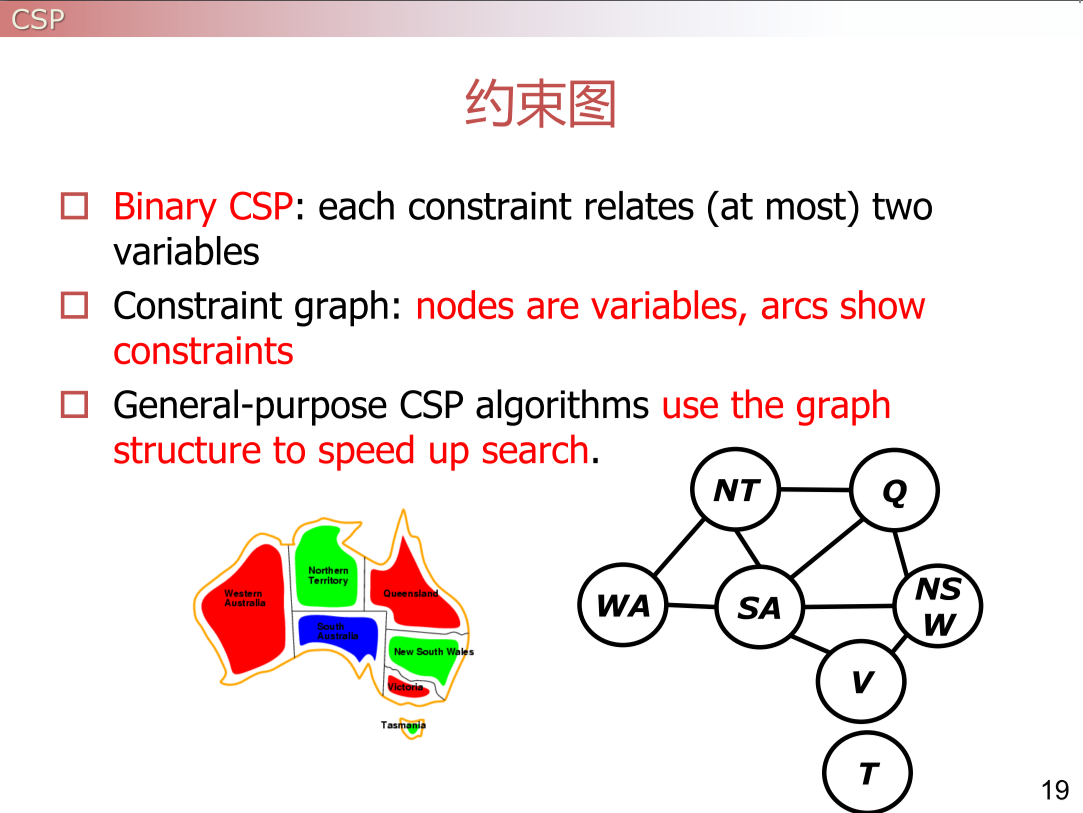 CSP
约束图
Binary CSP: each constraint relates (at most) two
variables
Constraint graph: nodes are variables, arcs show
constraints
General-purpose CSP algorithms use the graph
structure to speed up search.
NT
Q
WA
SA
NS
W
V
T
Northern
Territory
Western
Australia
Queensland
South
Australia
New South Wales
Victoria
Tasmania
19